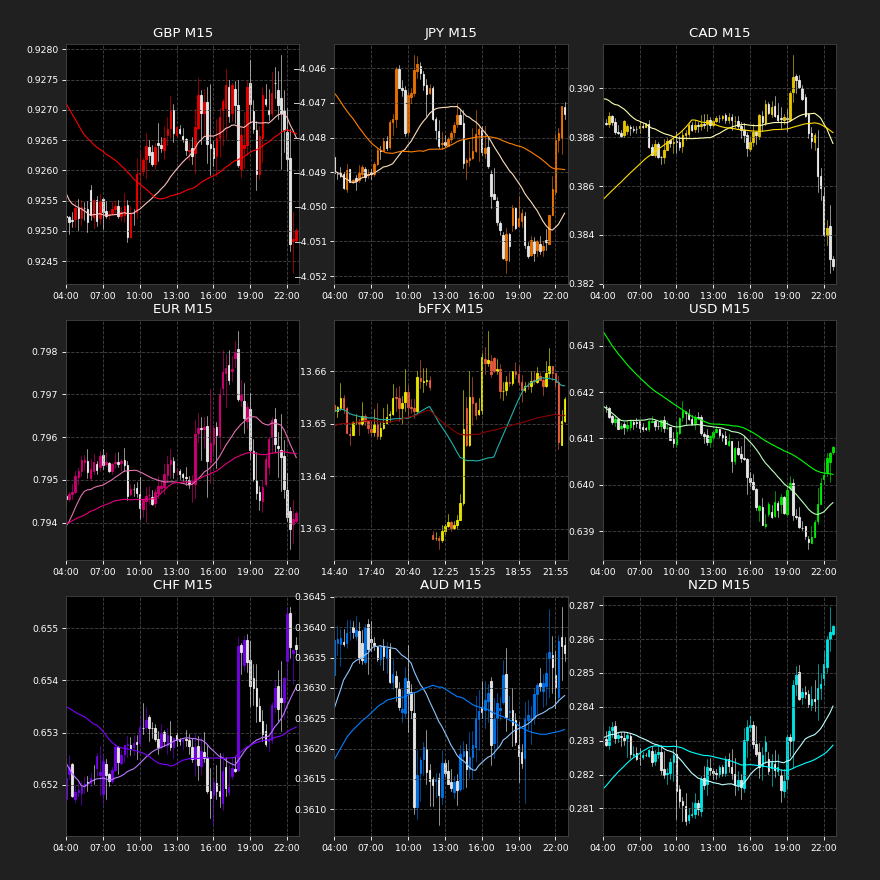 GBP M15
0.9280
0.9275
0.9270
0.9265
0.9260
0.9255
0.9250
0.9245
04:00 07:00 10:00 13:00 16:00 19:00 22:00
JPY M15
−4.046
−4.047
−4.048
−4.049
−4.050
−4.051
−4.052
04:00 07:00 10:00 13:00 16:00 19:00 22:00
CAD M15
0.390
0.388
0.386
0.384
0.382
04:00 07:00 10:00 13:00 16:00 19:00 22:00
EUR M15
0.798
0.797
0.796
0.795
0.794
04:00 07:00 10:00 13:00 16:00 19:00 22:00
bFFX M15
13.66
13.65
13.64
13.63
14:40 17:40 20:40 12:25 15:25 18:55 21:55
USD M15
0.643
0.642
0.641
0.640
0.639
04:00 07:00 10:00 13:00 16:00 19:00 22:00
CHF M15
0.655
0.654
0.653
0.652
04:00 07:00 10:00 13:00 16:00 19:00 22:00
AUD M15
0.3645
0.3640
0.3635
0.3630
0.3625
0.3620
0.3615
0.3610
04:00 07:00 10:00 13:00 16:00 19:00 22:00
NZD M15
0.287
0.286
0.285
0.284
0.283
0.282
0.281
04:00 07:00 10:00 13:00 16:00 19:00 22:00